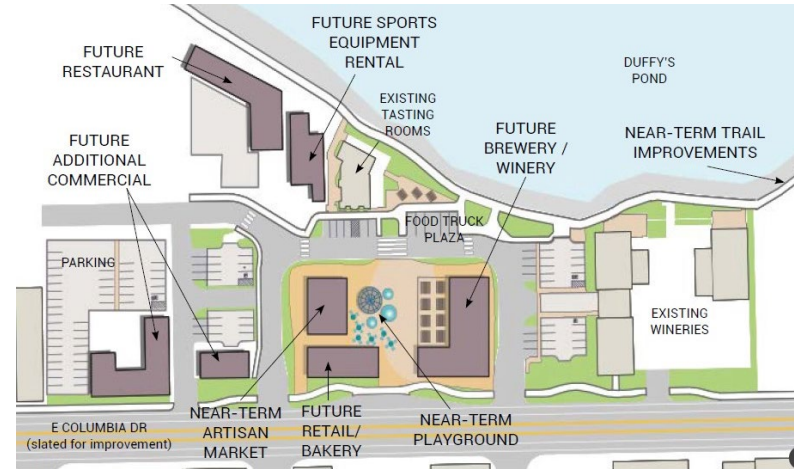 FUTURE
RESTAURANT
FUTURE SPORTS
EQUIPMENT
RENTAL
DUFFY'S
POND
EXISTING
TASTING
ROOMS
FUTURE
BREWERY /
WINERY
NEAR-TERM TRAIL
IMPROVEMENTS
FUTURE
ADDITIONAL
COMMERCIAL
FOOD TRUCK
PLAZA
PARKING
EXISTING
WINERIES
E COLUMBIA DR
(slated for improvement)
NEAR-TERM
ARTISAN
MARKET
FUTURE
RETAIL/
BAKERY
NEAR-TERM
PLAYGROUND